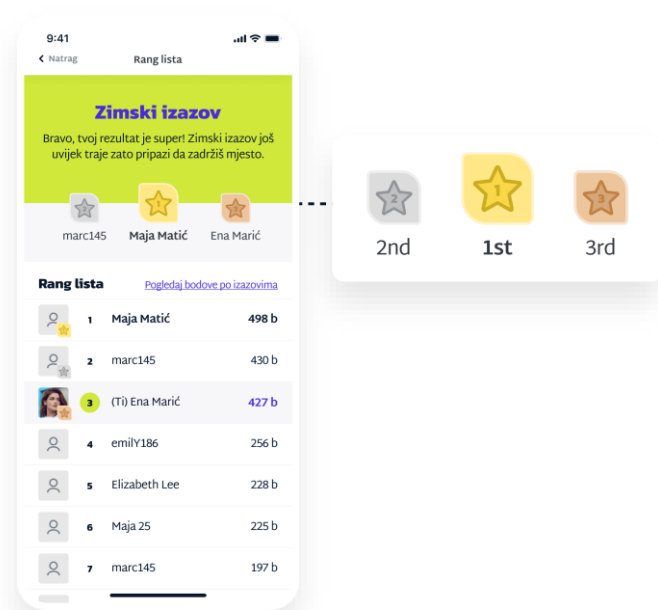 9:41
Natrag
Rang lista
Zimski izazov
Bravo, tvoj rezultat je super! Zimski izazov još
uvijek traje zato pripazi da zadržiš mjesto.
2
1
3
marc145
Maja Matić
Ena Marić
Rang lista
Pogledaj bodove po izazovima
1 Maja Matić 498 b
2 marc145 430 b
3 (Ti) Ena Marić 427 b
4 emilY186 256 b
5 Elizabeth Lee 228 b
6 Maja 25 225 b
7 marc145 197 b
2
1
3
2nd
1st
3rd